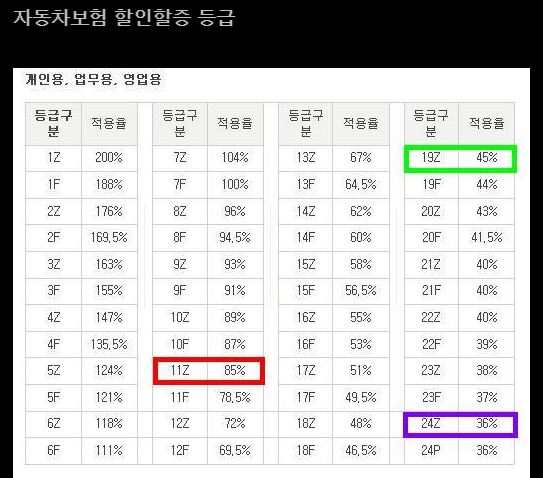 자동차보험 할인할증 등급
개인용, 업무용, 영업용
등급구분 적용율 등급구분 적용율 등급구분 적용율 등급구분 적용율
1Z 200% 7Z 104% 13Z 67% 19Z 45%
1F 188% 7F 100% 13F 64,5% 19F 44%
2Z 176% 8Z 96% 14Z 62% 20Z 43%
2F 169,5% 8F 94,5% 14F 60% 20F 41,5%
3Z 163% 9Z 93% 15Z 58% 21Z 40%
3F 155% 9F 91% 15F 56,5% 21F 40%
4Z 147% 10Z 89% 16Z 55% 22Z 40%
4F 135,5% 10F 87% 16F 53% 22F 39%
5Z 124% 11Z 85% 17Z 51% 23Z 38%
5F 121% 11F 78,5% 17F 49,5% 23F 37%
6Z 118% 12Z 72% 18Z 48% 24Z 36%
6F 111% 12F 69,5% 18F 46,5% 24P 36%